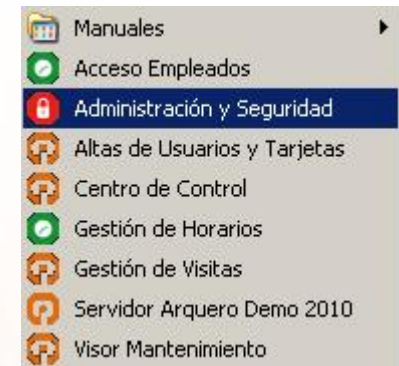 Manuales
Acceso Empleados
Administración y Seguridad
Altas de Usuarios y Tarjetas
Centro de Control
Gestión de Horarios
Gestión de Visitas
Servidor Arquero Demo 2010
Visor Mantenimiento